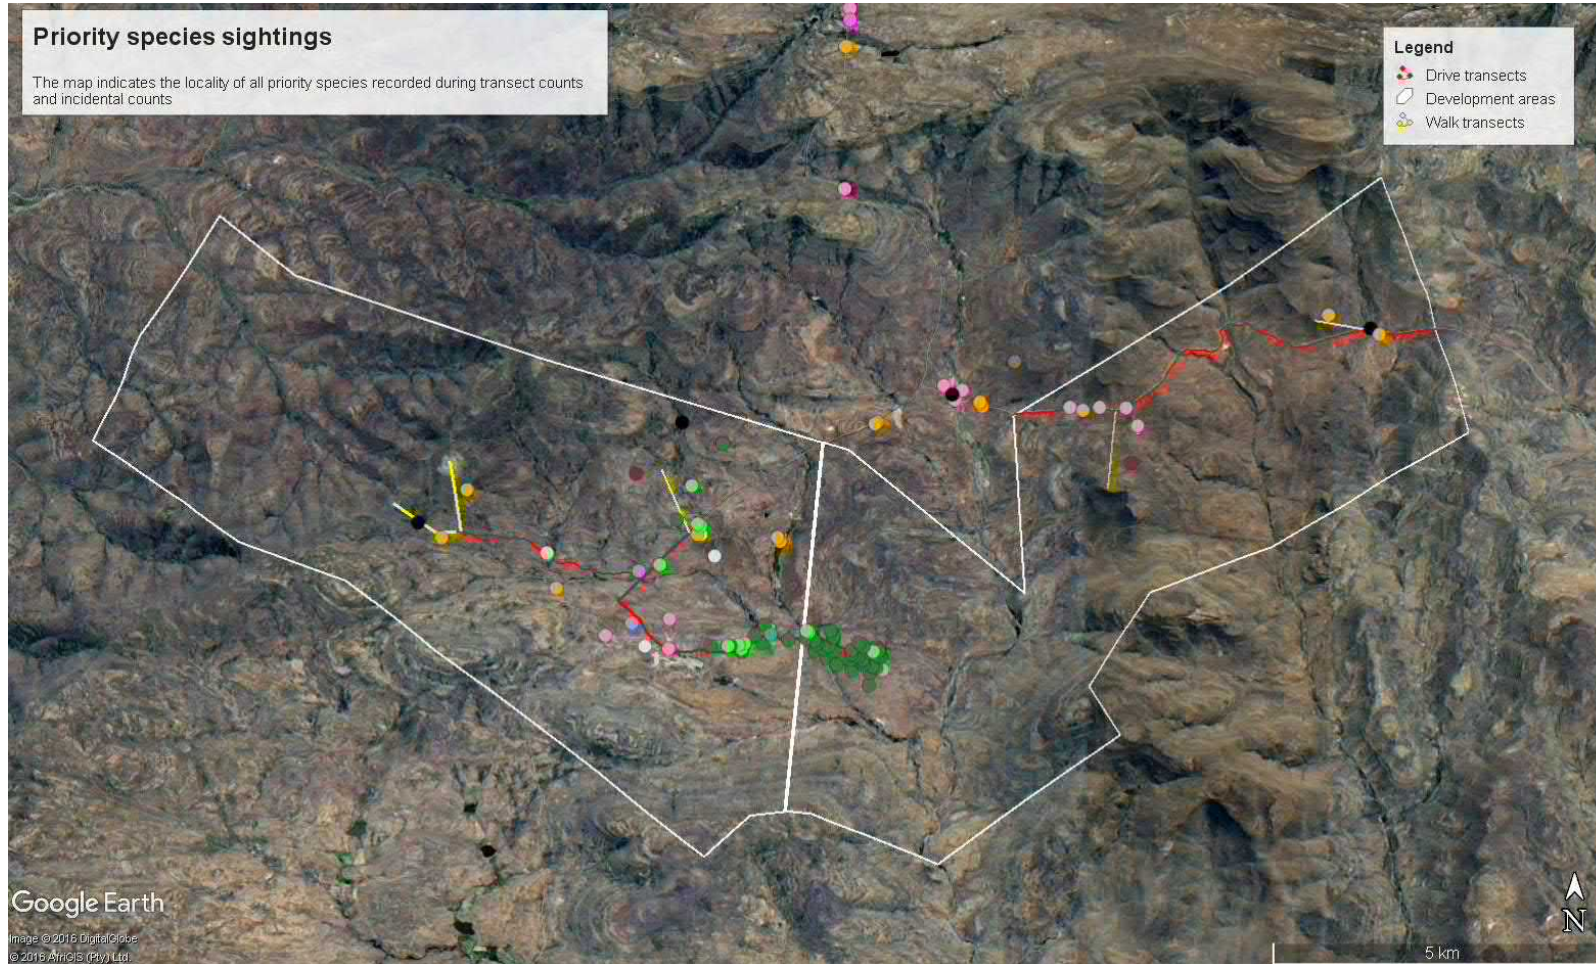 Priority species sightings
The map indicates the locality of all priority species recorded during transect counts
and incidental counts
Legend
Drive transects
Development areas
Walk transects
Google Earth
Image © 2016 DigitalGlobe
© 2016 AfriGIS (Pty) Ltd.
N
5 km